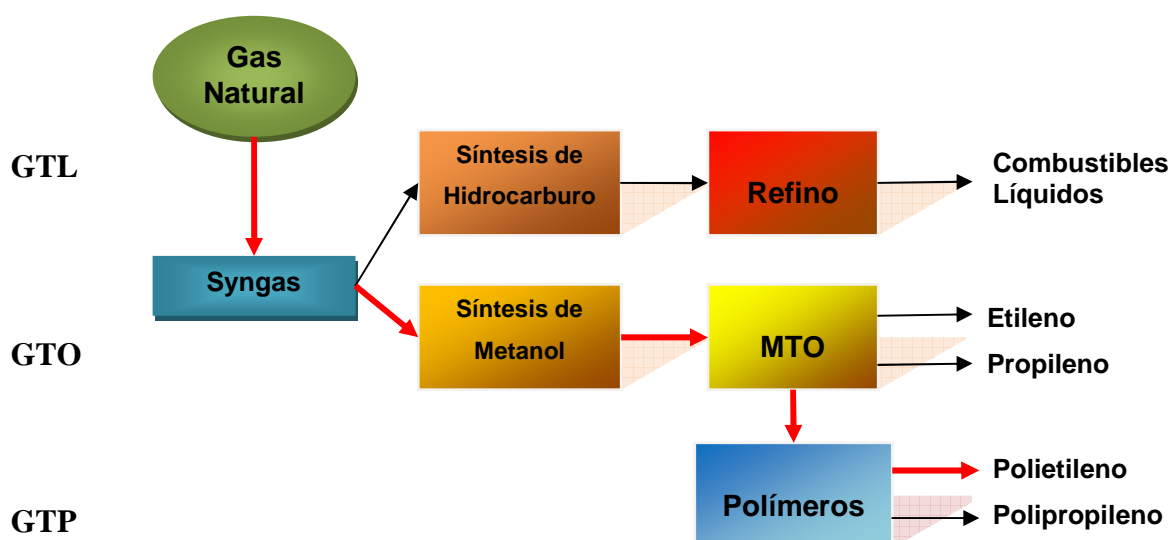 Gas
Natural
GTL
Síntesis de
Hidrocarburo
Refino
Combustibles
Líquidos
Syngas
GTO
Síntesis de
Metanol
MTO
Etileno
Propileno
GTP
Polímeros
Polietileno
Polipropileno